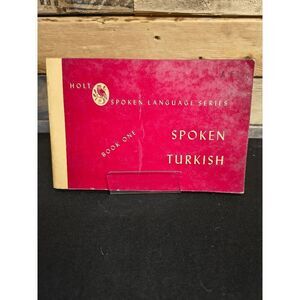 HOLT
SPOKEN LANGUAGE SERIES
BOOK ONE
SPOKEN
TURKISH